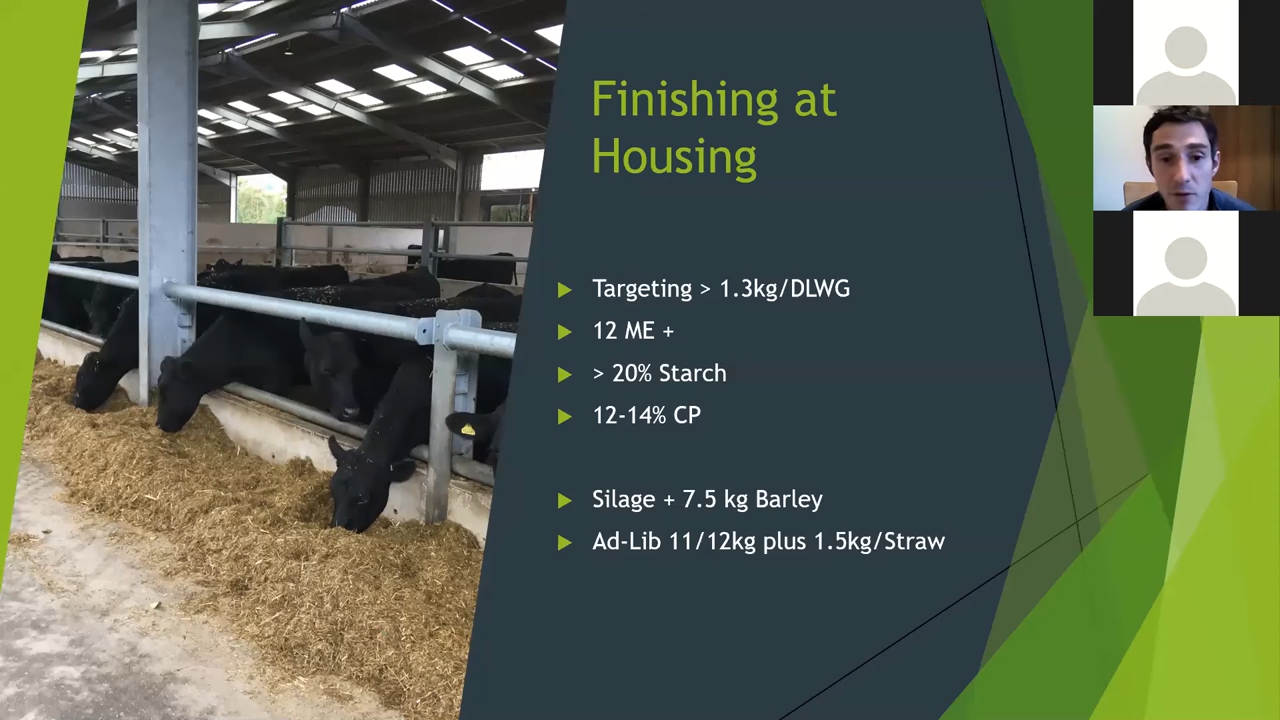 Finishing at
Housing
Targeting > 1.3kg/DLWG
12 ME +
> 20% Starch
12-14% CP
Silage + 7.5 kg Barley
Ad-Lib 11/12kg plus 1.5kg/Straw